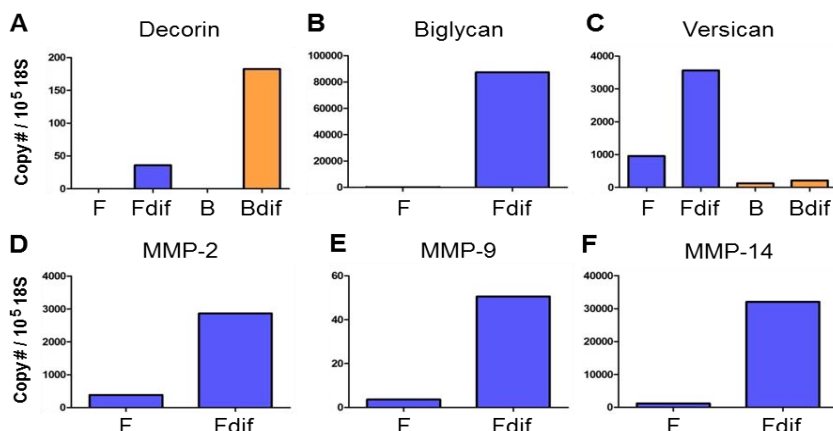 A Decorin
Copy# / 10⁵ 18S
200
150
100
50
0
F Fdif B Bdif
B Biglycan
100000
80000
60000
40000
20000
0
F Fdif
C Versican
4000
3000
2000
1000
0
F Fdif B Bdif
D MMP-2
Copy# / 10⁵ 18S
4000
3000
2000
1000
0
F Fdif
E MMP-9
60
40
20
0
F Fdif
F MMP-14
40000
30000
20000
10000
0
F Fdif